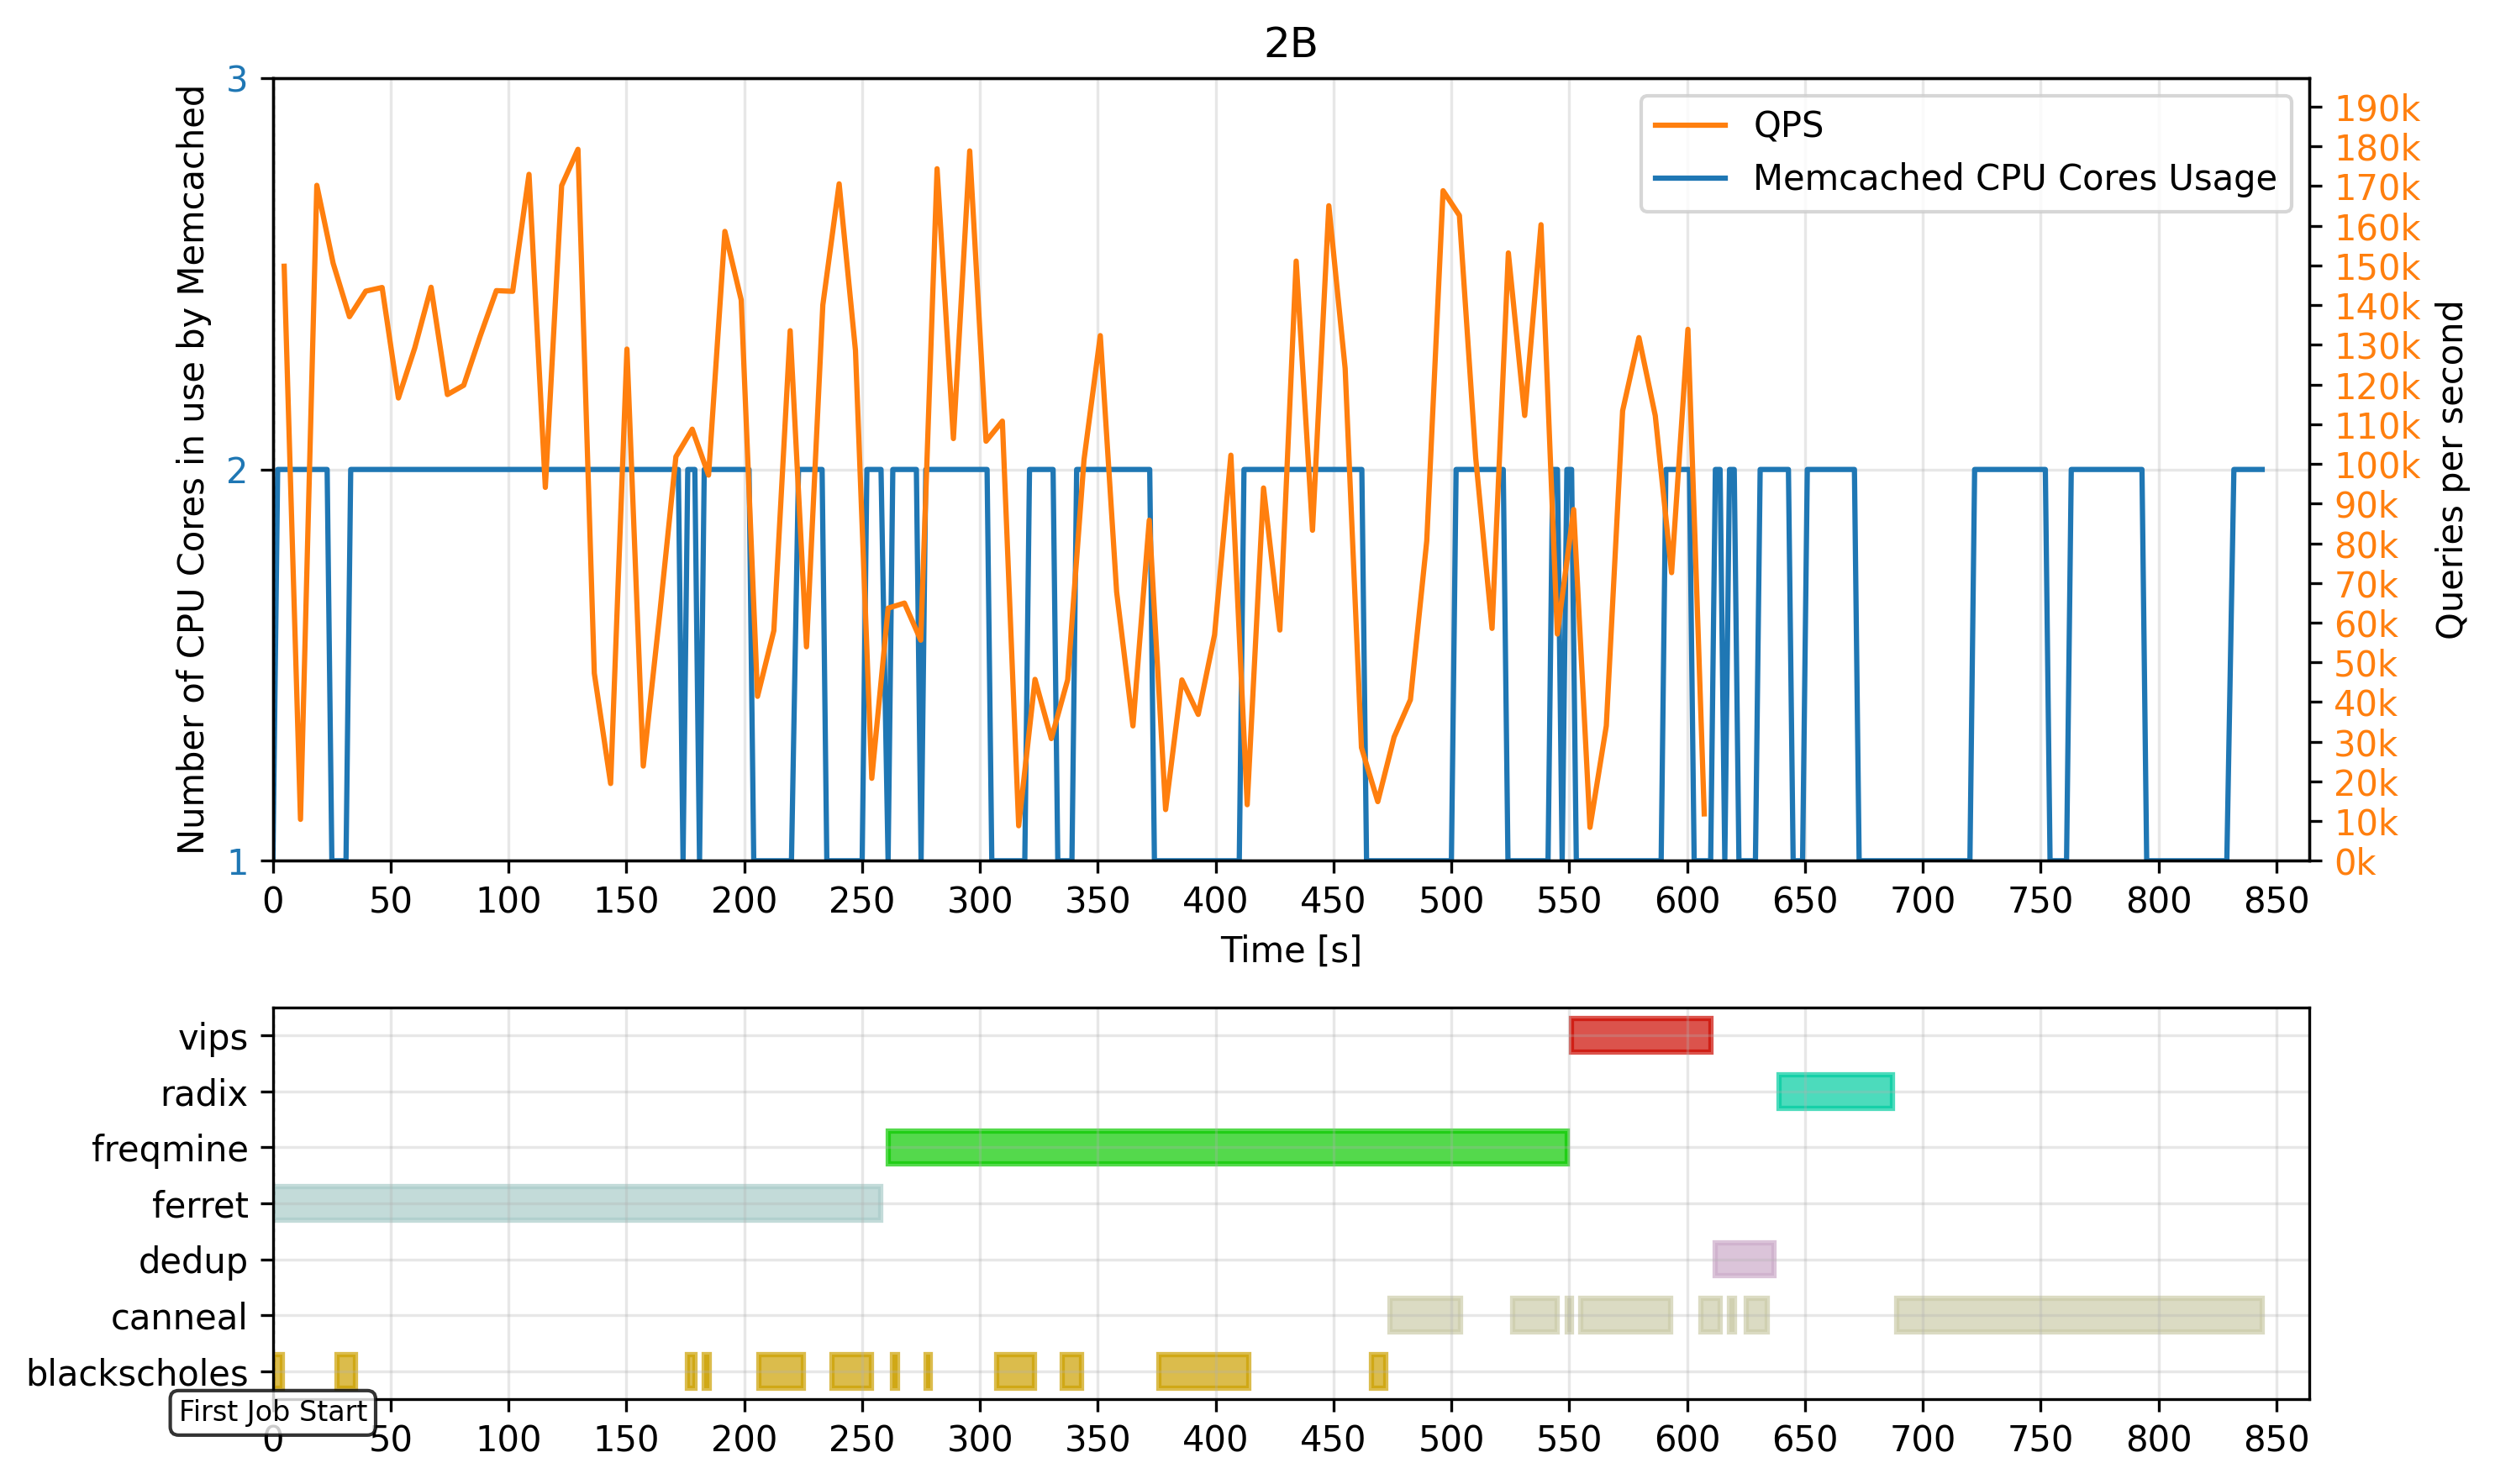 2B
Number of CPU Cores in use by Memcached
3
2
1
QPS
Memcached CPU Cores Usage
190k
180k
170k
160k
150k
140k
130k
120k
110k
100k
90k
80k
70k
60k
50k
40k
30k
20k
10k
0k
Queries per second
0 50 100 150 200 250 300 350 400 450 500 550 600 650 700 750 800 850
Time [s]
vips
radix
freqmine
ferret
dedup
canneal
blackscholes
First Job Start
0 50 100 150 200 250 300 350 400 450 500 550 600 650 700 750 800 850